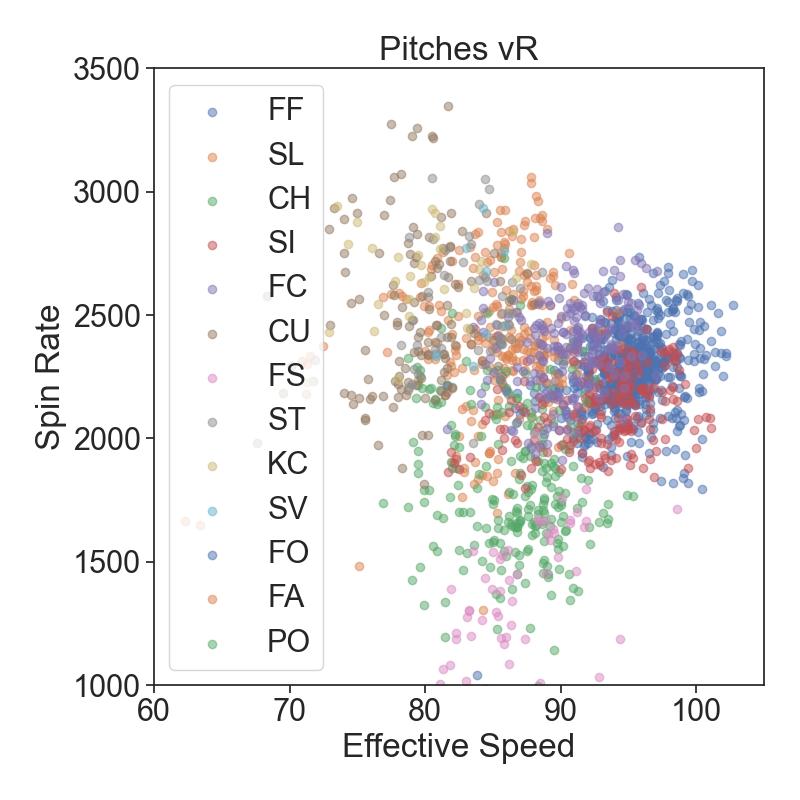 Pitches vR
3500
3000
2500
2000
1500
1000
Spin Rate
FF
SL
CH
SI
FC
CU
FS
ST
KC
SV
FO
FA
PO
60
70
80
90
100
Effective Speed